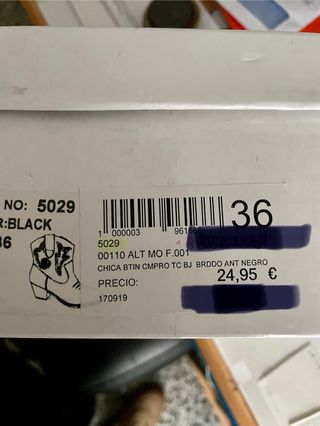 NO: 5029
R:BLACK
36
1 000003 961666
36
5029
00110 ALT MO F.001
CHICA BTIN CMPRO TC BJ BRDDO ANT NEGRO
PRECIO: 24,95 €
170919